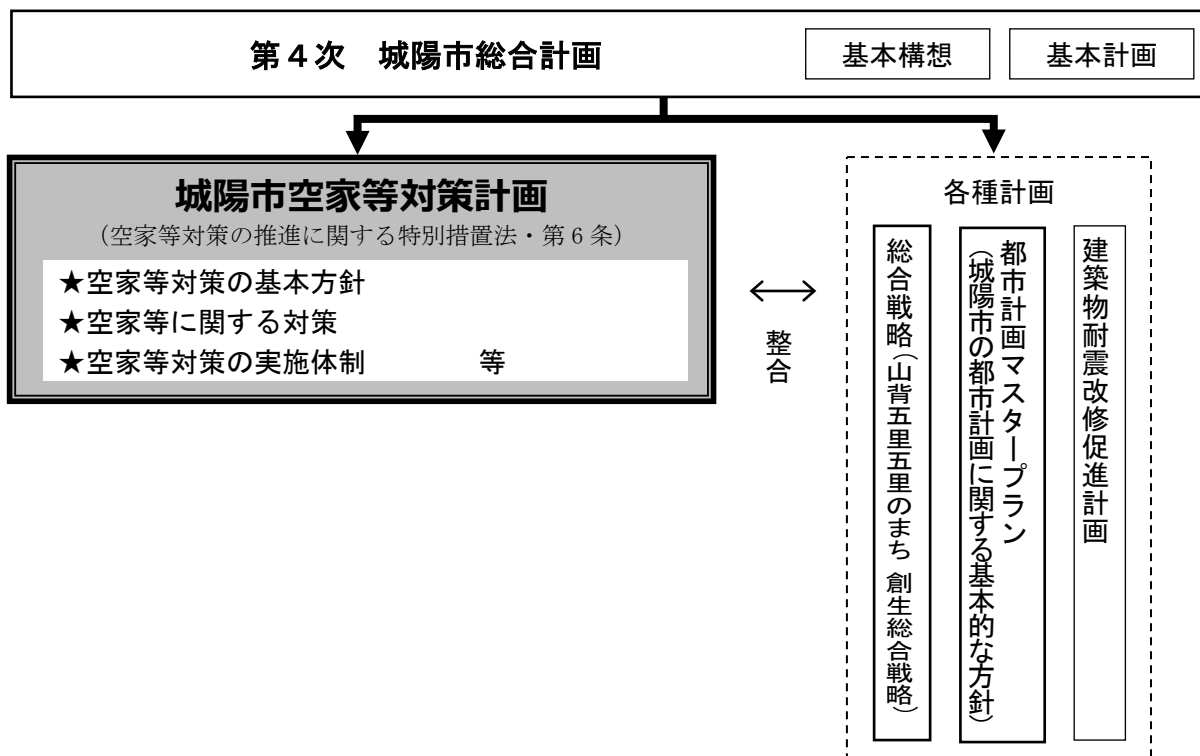 第４次　城陽市総合計画
基本構想
基本計画
城陽市空家等対策計画
（空家等対策の推進に関する特別措置法・第６条）
★空家等対策の基本方針
★空家等に関する対策
★空家等対策の実施体制　　　　等
整合
各種計画
総合戦略（山背五里五里のまち 創生総合戦略）
都市計画マスタープラン
（城陽市の都市計画に関する基本的な方針）
建築物耐震改修促進計画